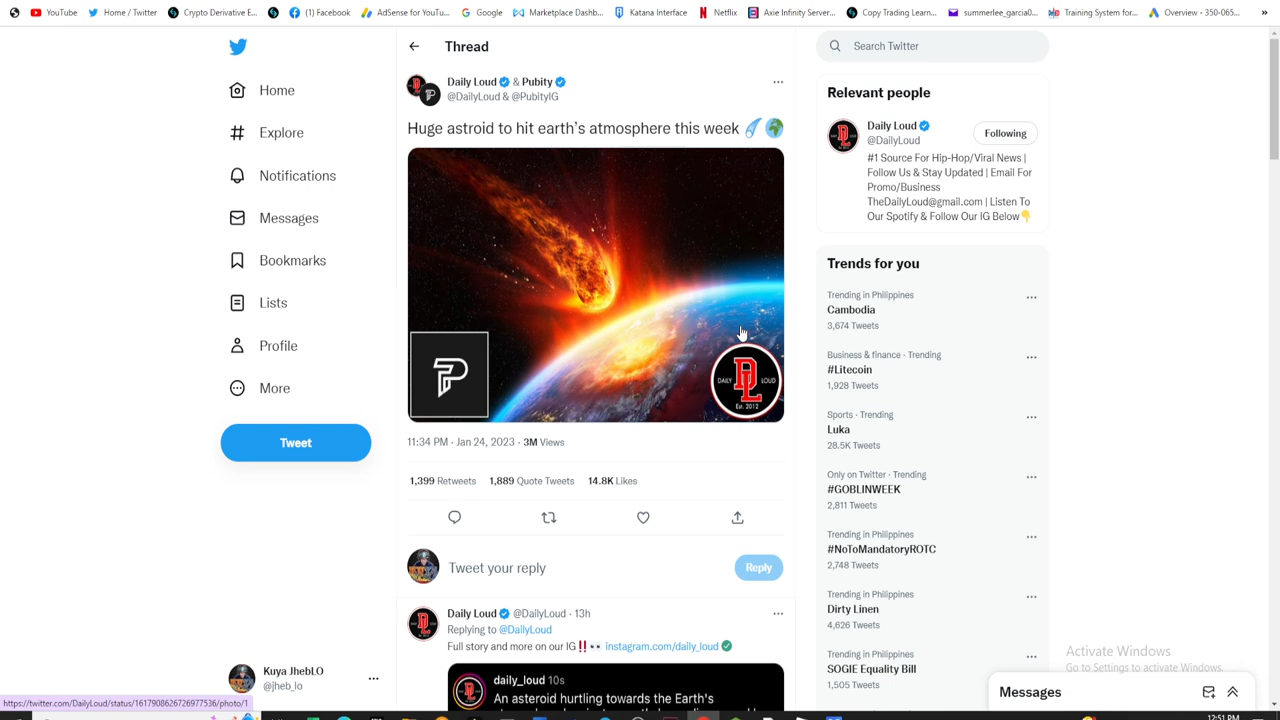 YouTube
Home / Twitter
Crypto Derivative E...
(1) Facebook
AdSense for YouTu...
Google
Marketplace Dashb...
Katana Interface
Netflix
Axie Infinity Server...
Copy Trading Learn...
summerlee_garcia0...
Training System for...
Overview - 350-065...
»
Thread
Search Twitter
Home
Explore
Notifications
Messages
Bookmarks
Lists
Profile
More
Tweet
Kuya JhebLO
@jheb_lo
https://twitter.com/DailyLoud/status/1617908626726977536/photo/1
Daily Loud & Pubity
@DailyLoud & @PubityIG
Huge astroid to hit earth's atmosphere this week ☄️🌍
P
DAILY DL LOUD
Est. 2012
11:34 PM · Jan 24, 2023 · 3M Views
1,399 Retweets 1,889 Quote Tweets 14.8K Likes
Tweet your reply
Reply
Daily Loud @DailyLoud · 13h
Replying to @DailyLoud
Full story and more on our IG ‼️👀 instagram.com/daily_loud ✅
daily_loud 10s
An asteroid hurtling towards the Earth's
Relevant people
Daily Loud
@DailyLoud
Following
#1 Source For Hip-Hop/Viral News |
Follow Us & Stay Updated | Email For
Promo/Business
TheDailyLoud@gmail.com | Listen To
Our Spotify & Follow Our IG Below👇
Trends for you
Trending in Philippines
Cambodia
3,674 Tweets
Business & finance · Trending
#Litecoin
1,928 Tweets
Sports · Trending
Luka
28.5K Tweets
Only on Twitter · Trending
#GOBLINWEEK
2,811 Tweets
Trending in Philippines
#NoToMandatoryROTC
2,748 Tweets
Trending in Philippines
Dirty Linen
4,626 Tweets
Trending in Philippines
SOGIE Equality Bill
1,505 Tweets
Activate Windows
Go to Settings to activate Windows.
Messages
12:51 PM